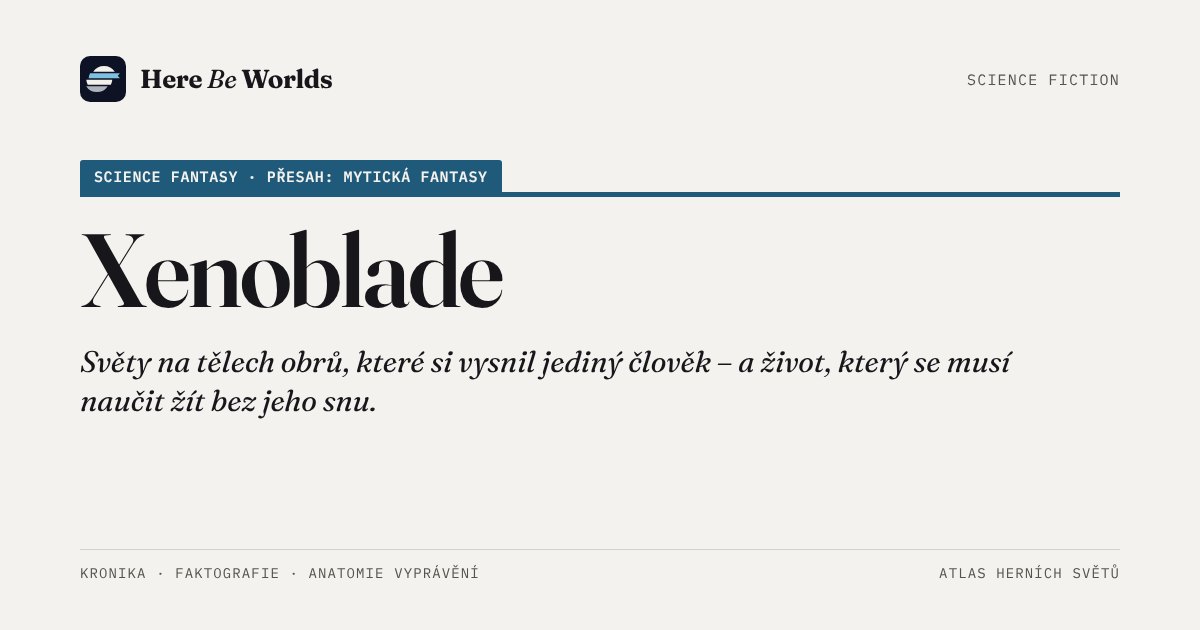 Here Be Worlds
SCIENCE FICTION
SCIENCE FANTASY · PŘESAH: MYTICKÁ FANTASY
Xenoblade
Světy na tělech obrů, které si vysnil jediný člověk – a život, který se musí
naučit žít bez jeho snu.
KRONIKA · FAKTOGRAFIE · ANATOMIE VYPRÁVĚNÍ
ATLAS HERNÍCH SVĚTŮ